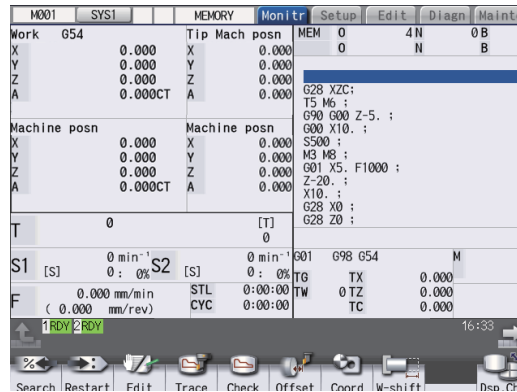 M001 SYS1 MEMORY Monitr Setup Edit Diagn Maint
Work G54 Tip Mach posn MEM O 4 N 0 B
X 0.000 X 0.000 O N B
Y 0.000 Y 0.000
Z 0.000 Z 0.000
A 0.000CT A 0.000
G28 XZC;
T5 M6 ;
G90 G00 Z-5. ;
G00 X10. ;
S500 ;
M3 M8 ;
G01 X5. F1000 ;
Z-20. ;
X10. ;
G28 X0 ;
G28 Z0 ;
Machine posn Machine posn
X 0.000 X 0.000
Y 0.000 Y 0.000
Z 0.000 Z 0.000
A 0.000CT A 0.000
T 0 [T]
0
S1 [S] 0 min⁻¹ 0 : 0% S2 [S] 0 min⁻¹ 0 : 0%
G01 G98 G54 M
TG TX 0.000
TW 0 TZ 0.000
TC 0.000
F 0.000 mm/min STL 0:00:00
( 0.000 mm/rev) CYC 0:00:00
1 RDY 2 RDY 16:33
Search Restart Edit Trace Check Offset Coord W-shift Dsp.Ch